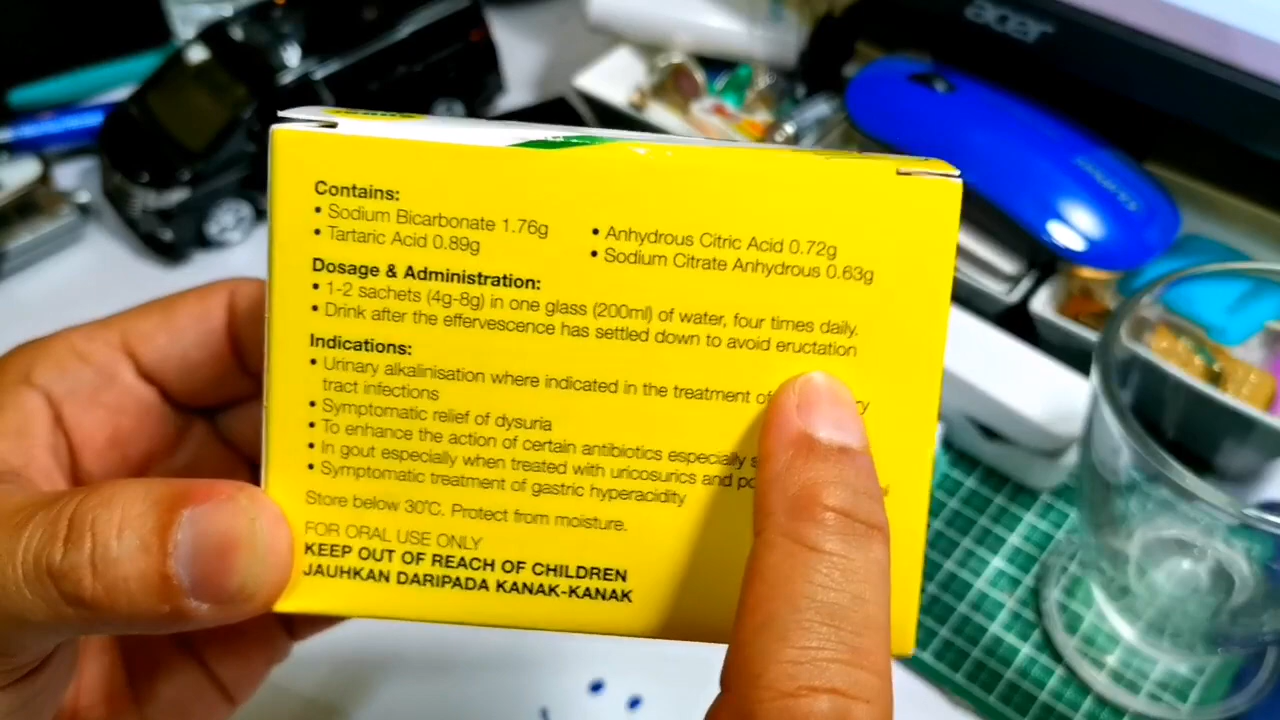 acer
Contains:
• Sodium Bicarbonate 1.76g
• Tartaric Acid 0.89g
• Anhydrous Citric Acid 0.72g
• Sodium Citrate Anhydrous 0.63g
Dosage & Administration:
• 1-2 sachets (4g-8g) in one glass (200ml) of water, four times daily.
• Drink after the effervescence has settled down to avoid eructation
Indications:
• Urinary alkalinisation where indicated in the treatment of
tract infections
• Symptomatic relief of dysuria
• To enhance the action of certain antibiotics especially
• In gout especially when treated with uricosurics and
• Symptomatic treatment of gastric hyperacidity
Store below 30°C. Protect from moisture.
FOR ORAL USE ONLY
KEEP OUT OF REACH OF CHILDREN
JAUHKAN DARIPADA KANAK-KANAK